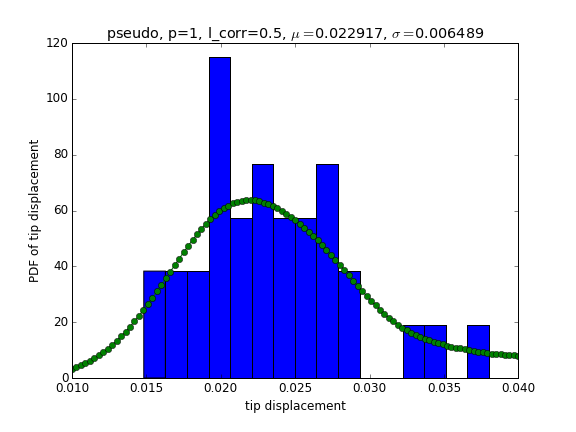 pseudo, p=1, l_corr=0.5, μ=0.022917, σ=0.006489
120
100
80
60
40
20
0
PDF of tip displacement
0.010 0.015 0.020 0.025 0.030 0.035 0.040
tip displacement